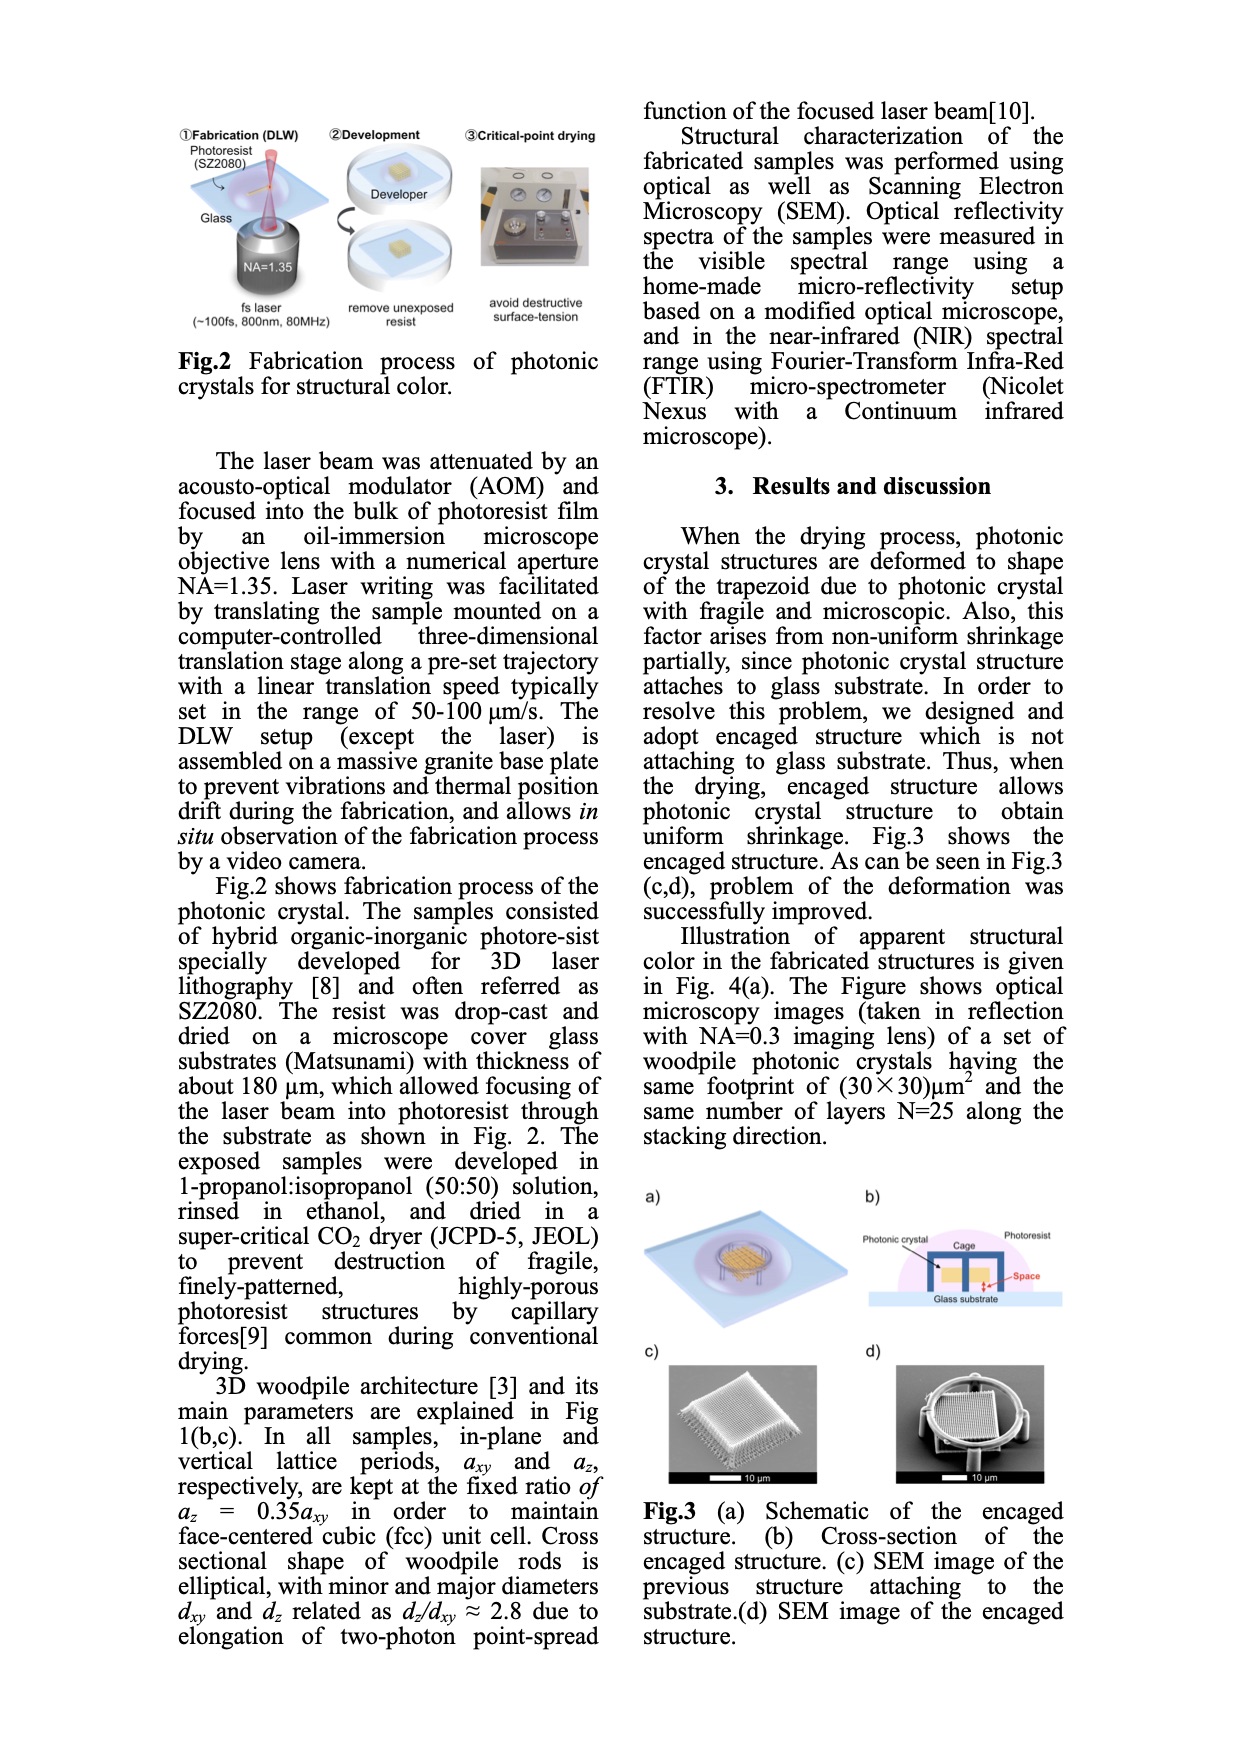 ①Fabrication (DLW)
②Development
③Critical-point drying
Photoresist
(SZ2080)
Glass
NA=1.35
fs laser
(~100fs, 800nm, 80MHz)
Developer
remove unexposed
resist
avoid destructive
surface-tension
Fig.2 Fabrication process of photonic
crystals for structural color.
The laser beam was attenuated by an
acousto-optical modulator (AOM) and
focused into the bulk of photoresist film
by an oil-immersion microscope
objective lens with a numerical aperture
NA=1.35. Laser writing was facilitated
by translating the sample mounted on a
computer-controlled three-dimensional
translation stage along a pre-set trajectory
with a linear translation speed typically
set in the range of 50-100 μm/s. The
DLW setup (except the laser) is
assembled on a massive granite base plate
to prevent vibrations and thermal position
drift during the fabrication, and allows in
situ observation of the fabrication process
by a video camera.
Fig.2 shows fabrication process of the
photonic crystal. The samples consisted
of hybrid organic-inorganic photore-sist
specially developed for 3D laser
lithography [8] and often referred as
SZ2080. The resist was drop-cast and
dried on a microscope cover glass
substrates (Matsunami) with thickness of
about 180 μm, which allowed focusing of
the laser beam into photoresist through
the substrate as shown in Fig. 2. The
exposed samples were developed in
1-propanol:isopropanol (50:50) solution,
rinsed in ethanol, and dried in a
super-critical CO₂ dryer (JCPD-5, JEOL)
to prevent destruction of fragile,
finely-patterned, highly-porous
photoresist structures by capillary
forces[9] common during conventional
drying.
3D woodpile architecture [3] and its
main parameters are explained in Fig
1(b,c). In all samples, in-plane and
vertical lattice periods, axy and az,
respectively, are kept at the fixed ratio of
az = 0.35axy in order to maintain
face-centered cubic (fcc) unit cell. Cross
sectional shape of woodpile rods is
elliptical, with minor and major diameters
dxy and dz related as dz/dxy ≈ 2.8 due to
elongation of two-photon point-spread
function of the focused laser beam[10].
Structural characterization of the
fabricated samples was performed using
optical as well as Scanning Electron
Microscopy (SEM). Optical reflectivity
spectra of the samples were measured in
the visible spectral range using a
home-made micro-reflectivity setup
based on a modified optical microscope,
and in the near-infrared (NIR) spectral
range using Fourier-Transform Infra-Red
(FTIR) micro-spectrometer (Nicolet
Nexus with a Continuum infrared
microscope).
3. Results and discussion
When the drying process, photonic
crystal structures are deformed to shape
of the trapezoid due to photonic crystal
with fragile and microscopic. Also, this
factor arises from non-uniform shrinkage
partially, since photonic crystal structure
attaches to glass substrate. In order to
resolve this problem, we designed and
adopt encaged structure which is not
attaching to glass substrate. Thus, when
the drying, encaged structure allows
photonic crystal structure to obtain
uniform shrinkage. Fig.3 shows the
encaged structure. As can be seen in Fig.3
(c,d), problem of the deformation was
successfully improved.
Illustration of apparent structural
color in the fabricated structures is given
in Fig. 4(a). The Figure shows optical
microscopy images (taken in reflection
with NA=0.3 imaging lens) of a set of
woodpile photonic crystals having the
same footprint of (30×30)μm² and the
same number of layers N=25 along the
stacking direction.
a)
b)
Photonic crystal
Cage
Photoresist
Space
Glass substrate
c)
d)
10 μm
10 μm
Fig.3 (a) Schematic of the encaged
structure. (b) Cross-section of the
encaged structure. (c) SEM image of the
previous structure attaching to the
substrate.(d) SEM image of the encaged
structure.